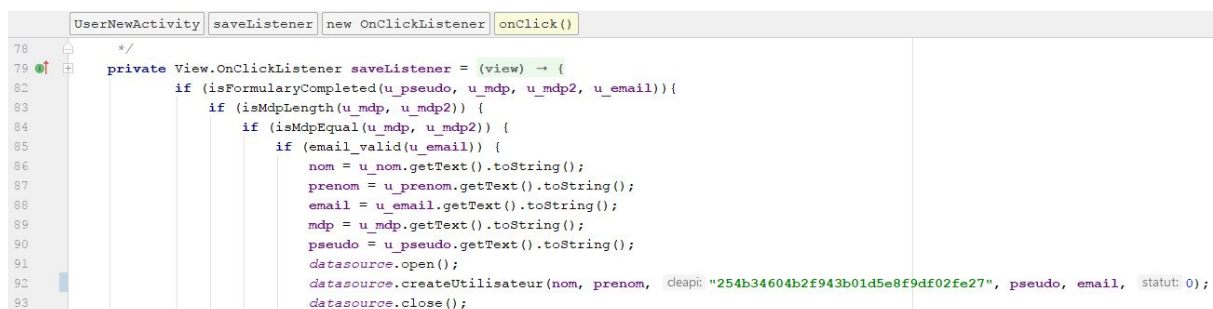 UserNewActivity saveListener new OnClickListener onClick()
78 */
79 private View.OnClickListener saveListener = (view) → {
82 if (isFormularyCompleted(u_pseudo, u_mdp, u_mdp2, u_email)){
83 if (isMdpLength(u_mdp, u_mdp2)) {
84 if (isMdpEqual(u_mdp, u_mdp2)) {
85 if (email_valid(u_email)) {
86 nom = u_nom.getText().toString();
87 prenom = u_prenom.getText().toString();
88 email = u_email.getText().toString();
89 mdp = u_mdp.getText().toString();
90 pseudo = u_pseudo.getText().toString();
91 datasource.open();
92 datasource.createUtilisateur(nom, prenom, cleapi: "254b34604b2f943b01d5e8f9df02fe27", pseudo, email, statut: 0);
93 datasource.close();